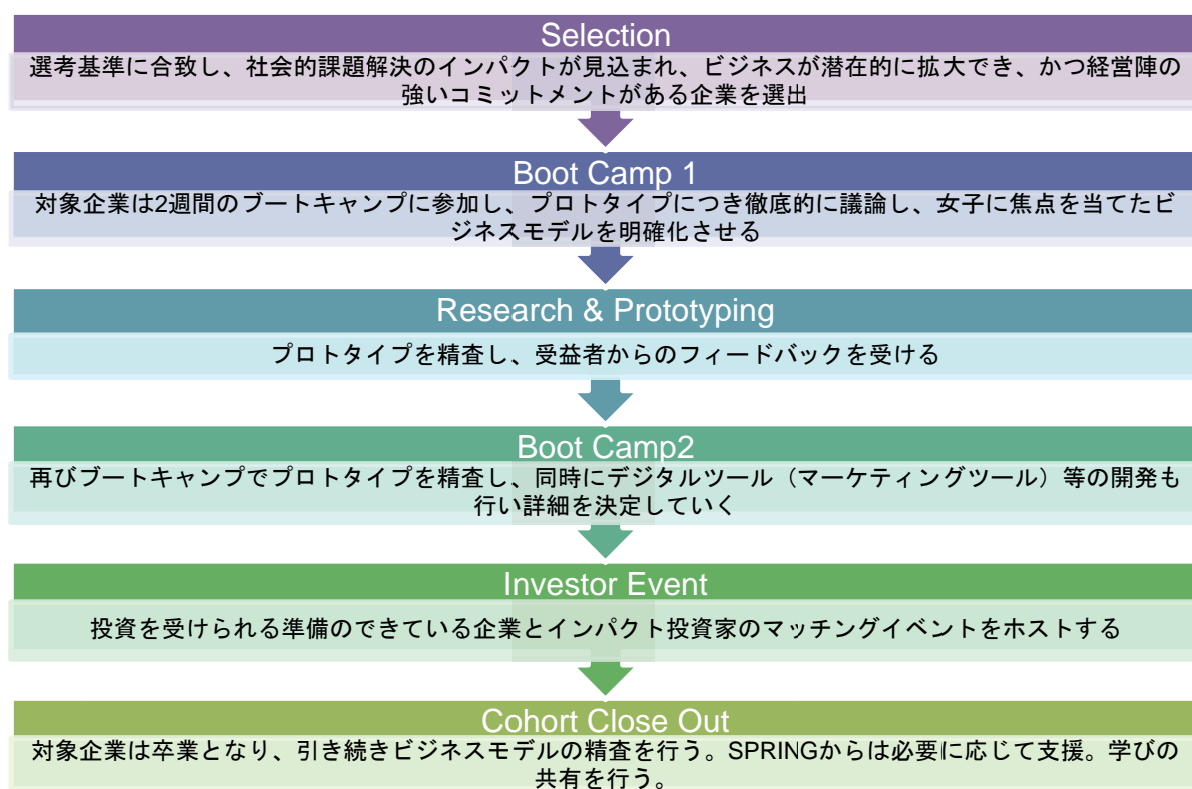 Selection
選考基準に合致し、社会的課題解決のインパクトが見込まれ、ビジネスが潜在的に拡大でき、かつ経営陣の
強いコミットメントがある企業を選出
Boot Camp 1
対象企業は2週間のブートキャンプに参加し、プロトタイプにつき徹底的に議論し、女子に焦点を当てたビ
ジネスモデルを明確化させる
Research & Prototyping
プロトタイプを精査し、受益者からのフィードバックを受ける
Boot Camp2
再びブートキャンプでプロトタイプを精査し、同時にデジタルツール（マーケティングツール）等の開発も
行い詳細を決定していく
Investor Event
投資を受けられる準備のできている企業とインパクト投資家のマッチングイベントをホストする
Cohort Close Out
対象企業は卒業となり、引き続きビジネスモデルの精査を行う。SPRINGからは必要に応じて支援。学びの
共有を行う。